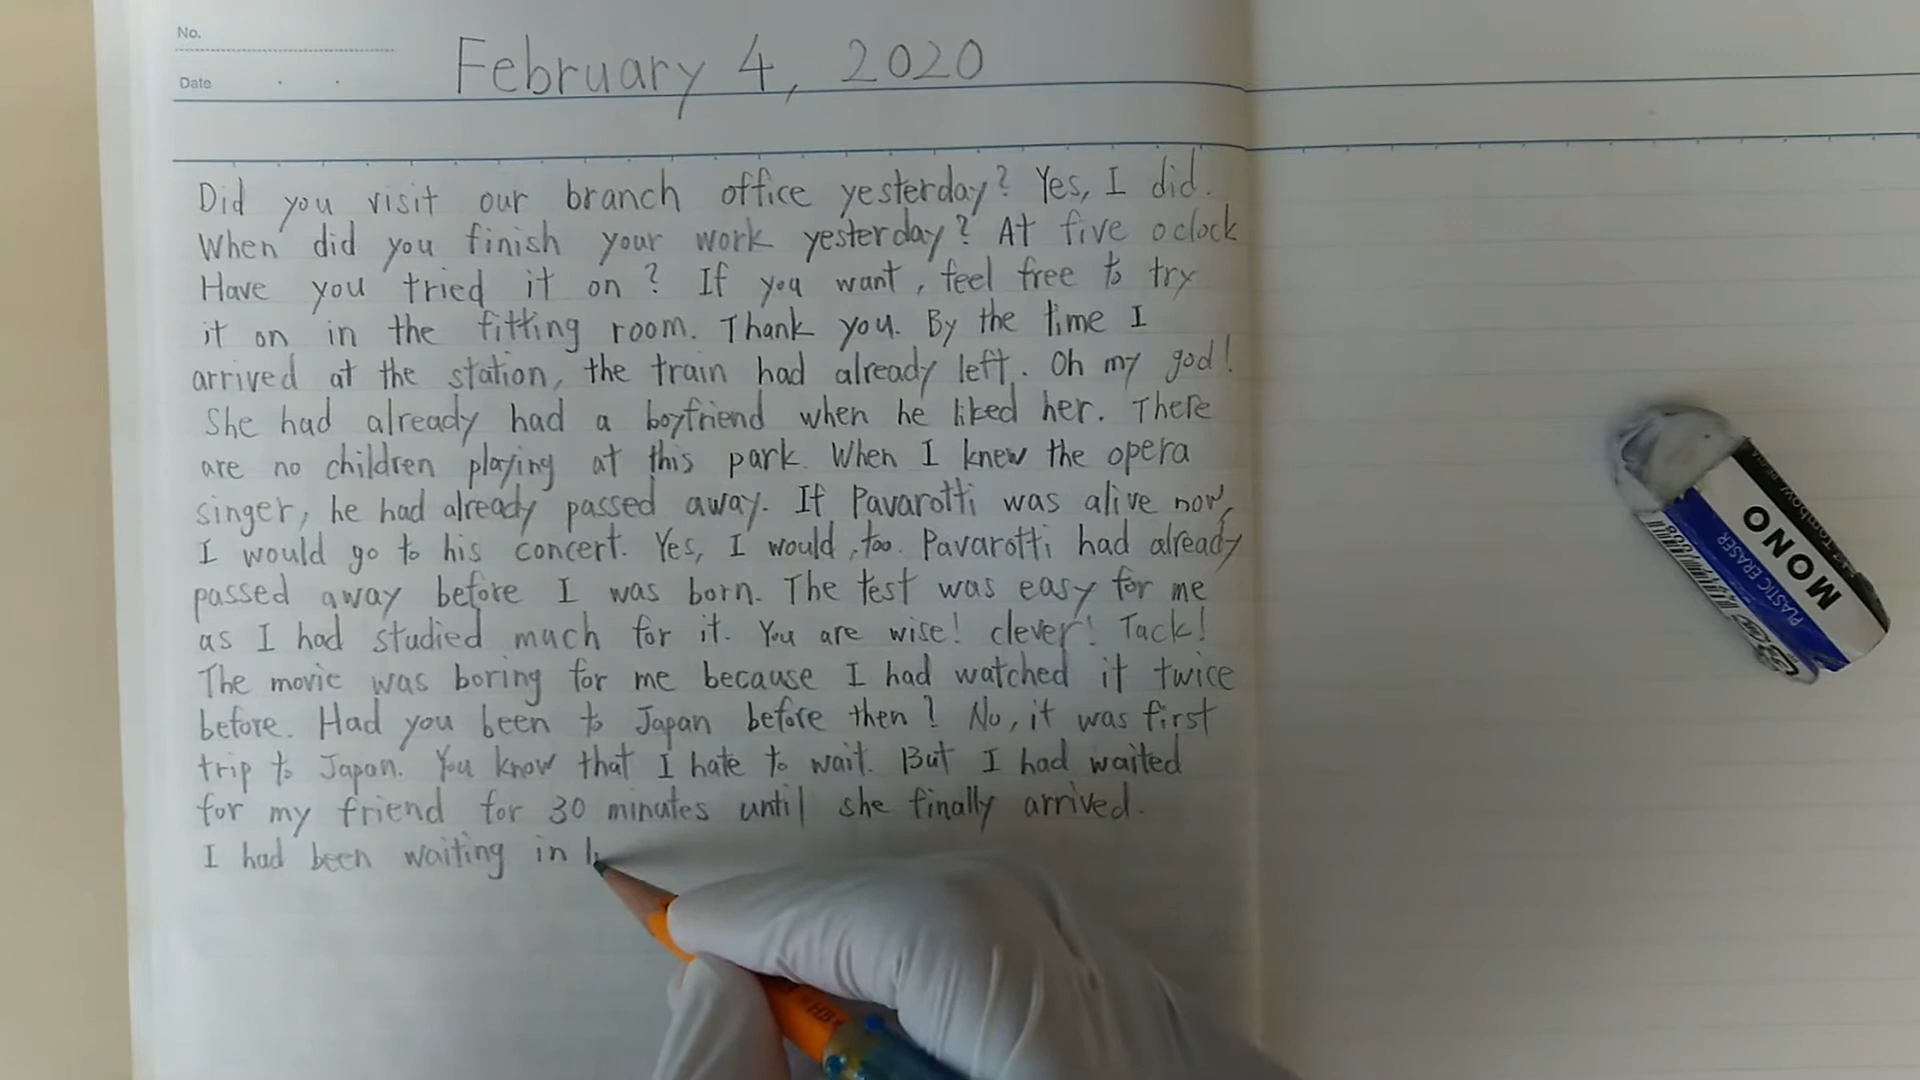 No.
Date
February 4, 2020
Did you visit our branch office yesterday? Yes, I did.
When did you finish your work yesterday? At five oclock
Have you tried it on? If you want, feel free to try
it on in the fitting room. Thank you. By the time I
arrived at the station, the train had already left. Oh my god!
She had already had a boyfriend when he liked her. There
are no children playing at this park. When I knew the opera
singer, he had already passed away. If Pavarotti was alive now,
I would go to his concert. Yes, I would, too. Pavarotti had already
passed away before I was born. The test was easy for me
as I had studied much for it. You are wise! clever! Tack!
The movie was boring for me because I had watched it twice
before. Had you been to Japan before then? No, it was first
trip to Japan. You know that I hate to wait. But I had waited
for my friend for 30 minutes until she finally arrived.
I had been waiting in
MONO
PLASTIC ERASER
Tombow